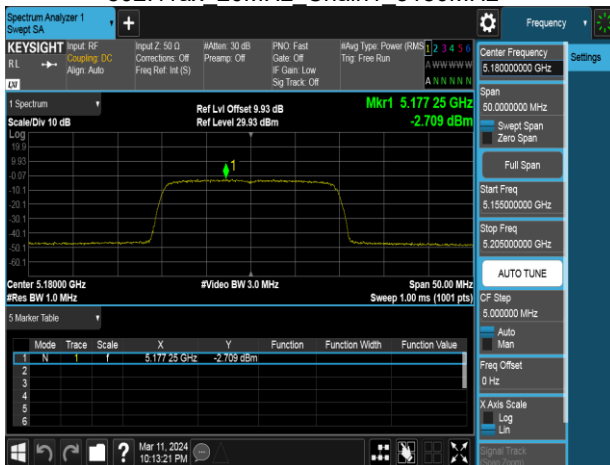 Spectrum Analyzer 1
Swept SA
+
Frequency
KEYSIGHT
RL
Input: RF
Coupling: DC
Align: Auto
Input Z: 50 Ω
Corrections: Off
Freq Ref: Int (S)
#Atten: 30 dB
Preamp: Off
PNO: Fast
Gate: Off
IF Gain: Low
Sig Track: Off
#Avg Type: Power (RMS
Trig: Free Run
1 2 3 4 5 6
A W W W W W
A N N N N N
LXI
1 Spectrum
Scale/Div 10 dB
Log
Ref Lvl Offset 9.93 dB
Ref Level 29.93 dBm
Mkr1 5.177 25 GHz
-2.709 dBm
19.9
9.93
-0.07
-10.1
-20.1
-30.1
-40.1
-50.1
-60.1
1
Center 5.18000 GHz
#Res BW 1.0 MHz
#Video BW 3.0 MHz
Span 50.00 MHz
Sweep 1.00 ms (1001 pts)
5 Marker Table
Mode Trace Scale X Y Function Function Width Function Value
1 N 1 f 5.177 25 GHz -2.709 dBm
2
3
4
5
6
Mar 11, 2024
10:13:21 PM
?
Settings
Center Frequency
5.180000000 GHz
Span
50.0000000 MHz
Swept Span
Zero Span
Full Span
Start Freq
5.155000000 GHz
Stop Freq
5.205000000 GHz
AUTO TUNE
CF Step
5.000000 MHz
Auto
Man
Freq Offset
0 Hz
X Axis Scale
Log
Lin
Signal Track
(Span Zoom)